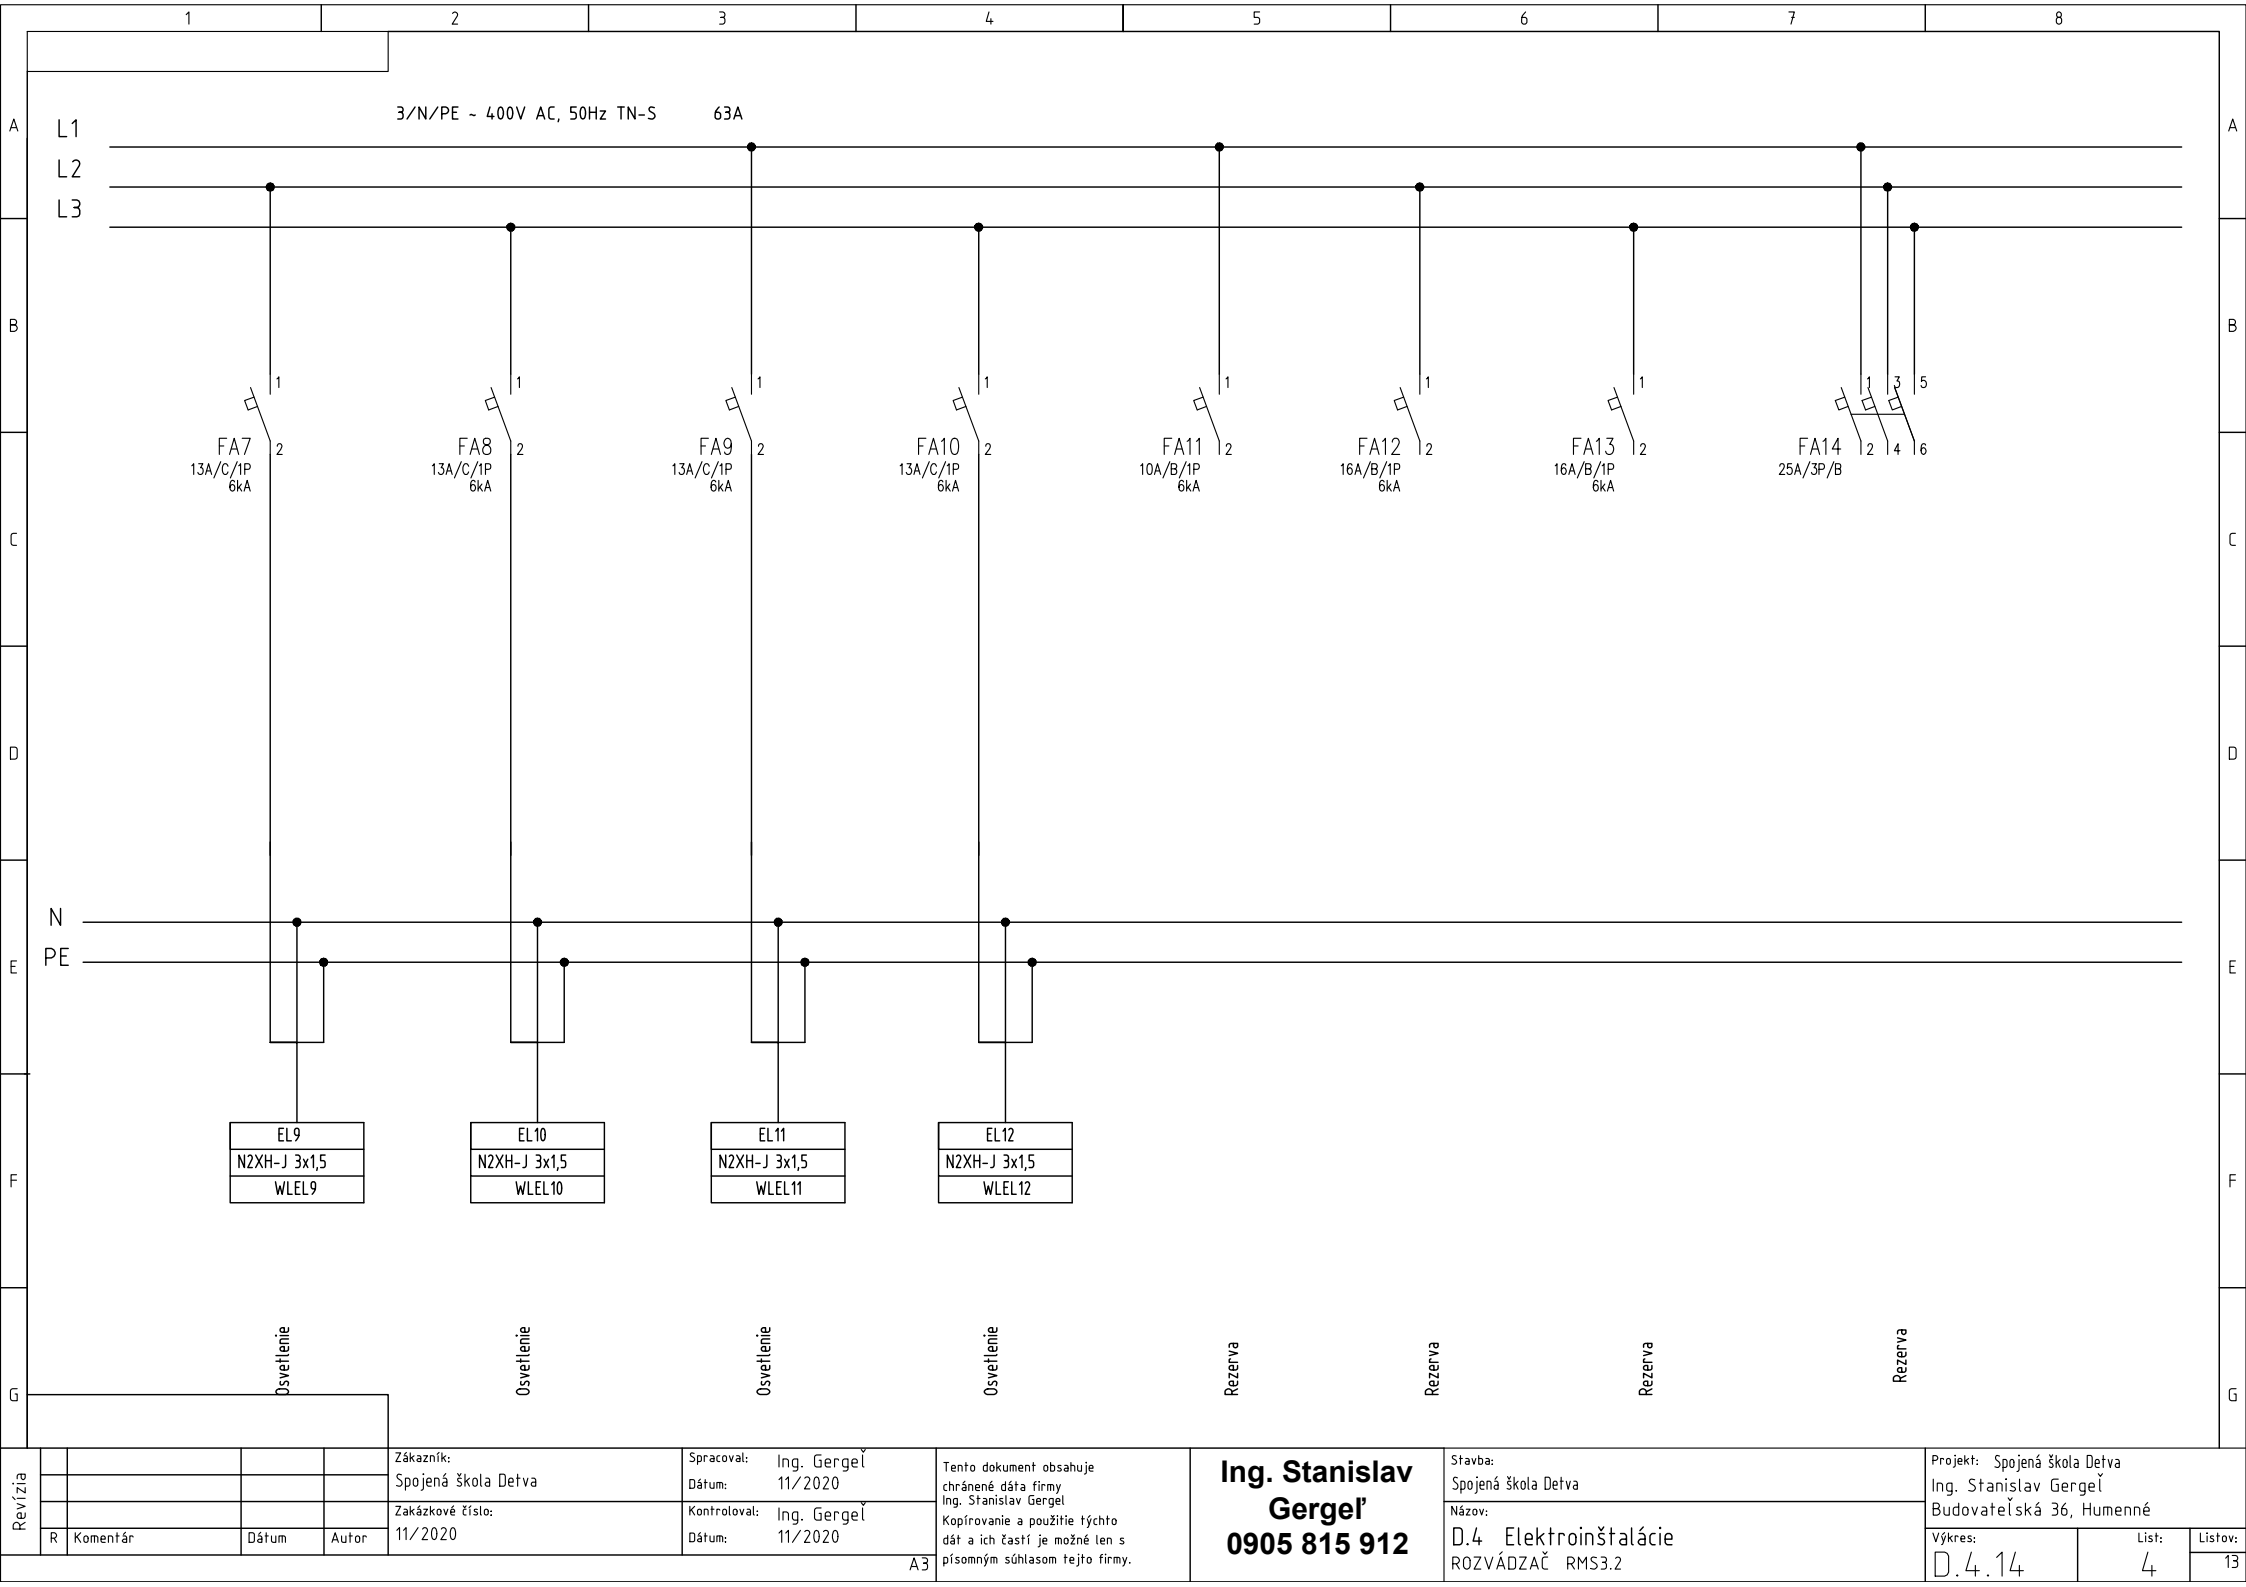 1 2 3 4 5 6 7 8
A A
3/N/PE ~ 400V AC, 50Hz TN-S 63A
L1
L2
L3
B B
1 1 1 1 1 1 1 1 3 5
FA7 2 FA8 2 FA9 2 FA10 2 FA11 2 FA12 2 FA13 2 FA14 2 4 6
13A/C/1P 13A/C/1P 13A/C/1P 13A/C/1P 10A/B/1P 16A/B/1P 16A/B/1P 25A/3P/B
6kA 6kA 6kA 6kA 6kA 6kA 6kA
C C
D D
N
PE
E E
EL9 EL10 EL11 EL12
N2XH-J 3x1,5 N2XH-J 3x1,5 N2XH-J 3x1,5 N2XH-J 3x1,5
WLEL9 WLEL10 WLEL11 WLEL12
F F
Osvetlenie Osvetlenie Osvetlenie Osvetlenie Rezerva Rezerva Rezerva Rezerva
G G
Revízia
R Komentár Dátum Autor
Zákazník:
Spojená škola Detva
Zakázkové číslo:
11/2020
Spracoval: Ing. Gergeľ
Dátum: 11/2020
Kontroloval: Ing. Gergeľ
Dátum: 11/2020
A3
Tento dokument obsahuje
chránené dáta firmy
Ing. Stanislav Gergel
Kopírovanie a použitie týchto
dát a ich častí je možné len s
písomným súhlasom tejto firmy.
Ing. Stanislav
Gergeľ
0905 815 912
Stavba:
Spojená škola Detva
Názov:
D.4 Elektroinštalácie
ROZVÁDZAČ RMS3.2
Projekt: Spojená škola Detva
Ing. Stanislav Gergeľ
Budovateľská 36, Humenné
Výkres: List: Listov:
D.4.14 4 13